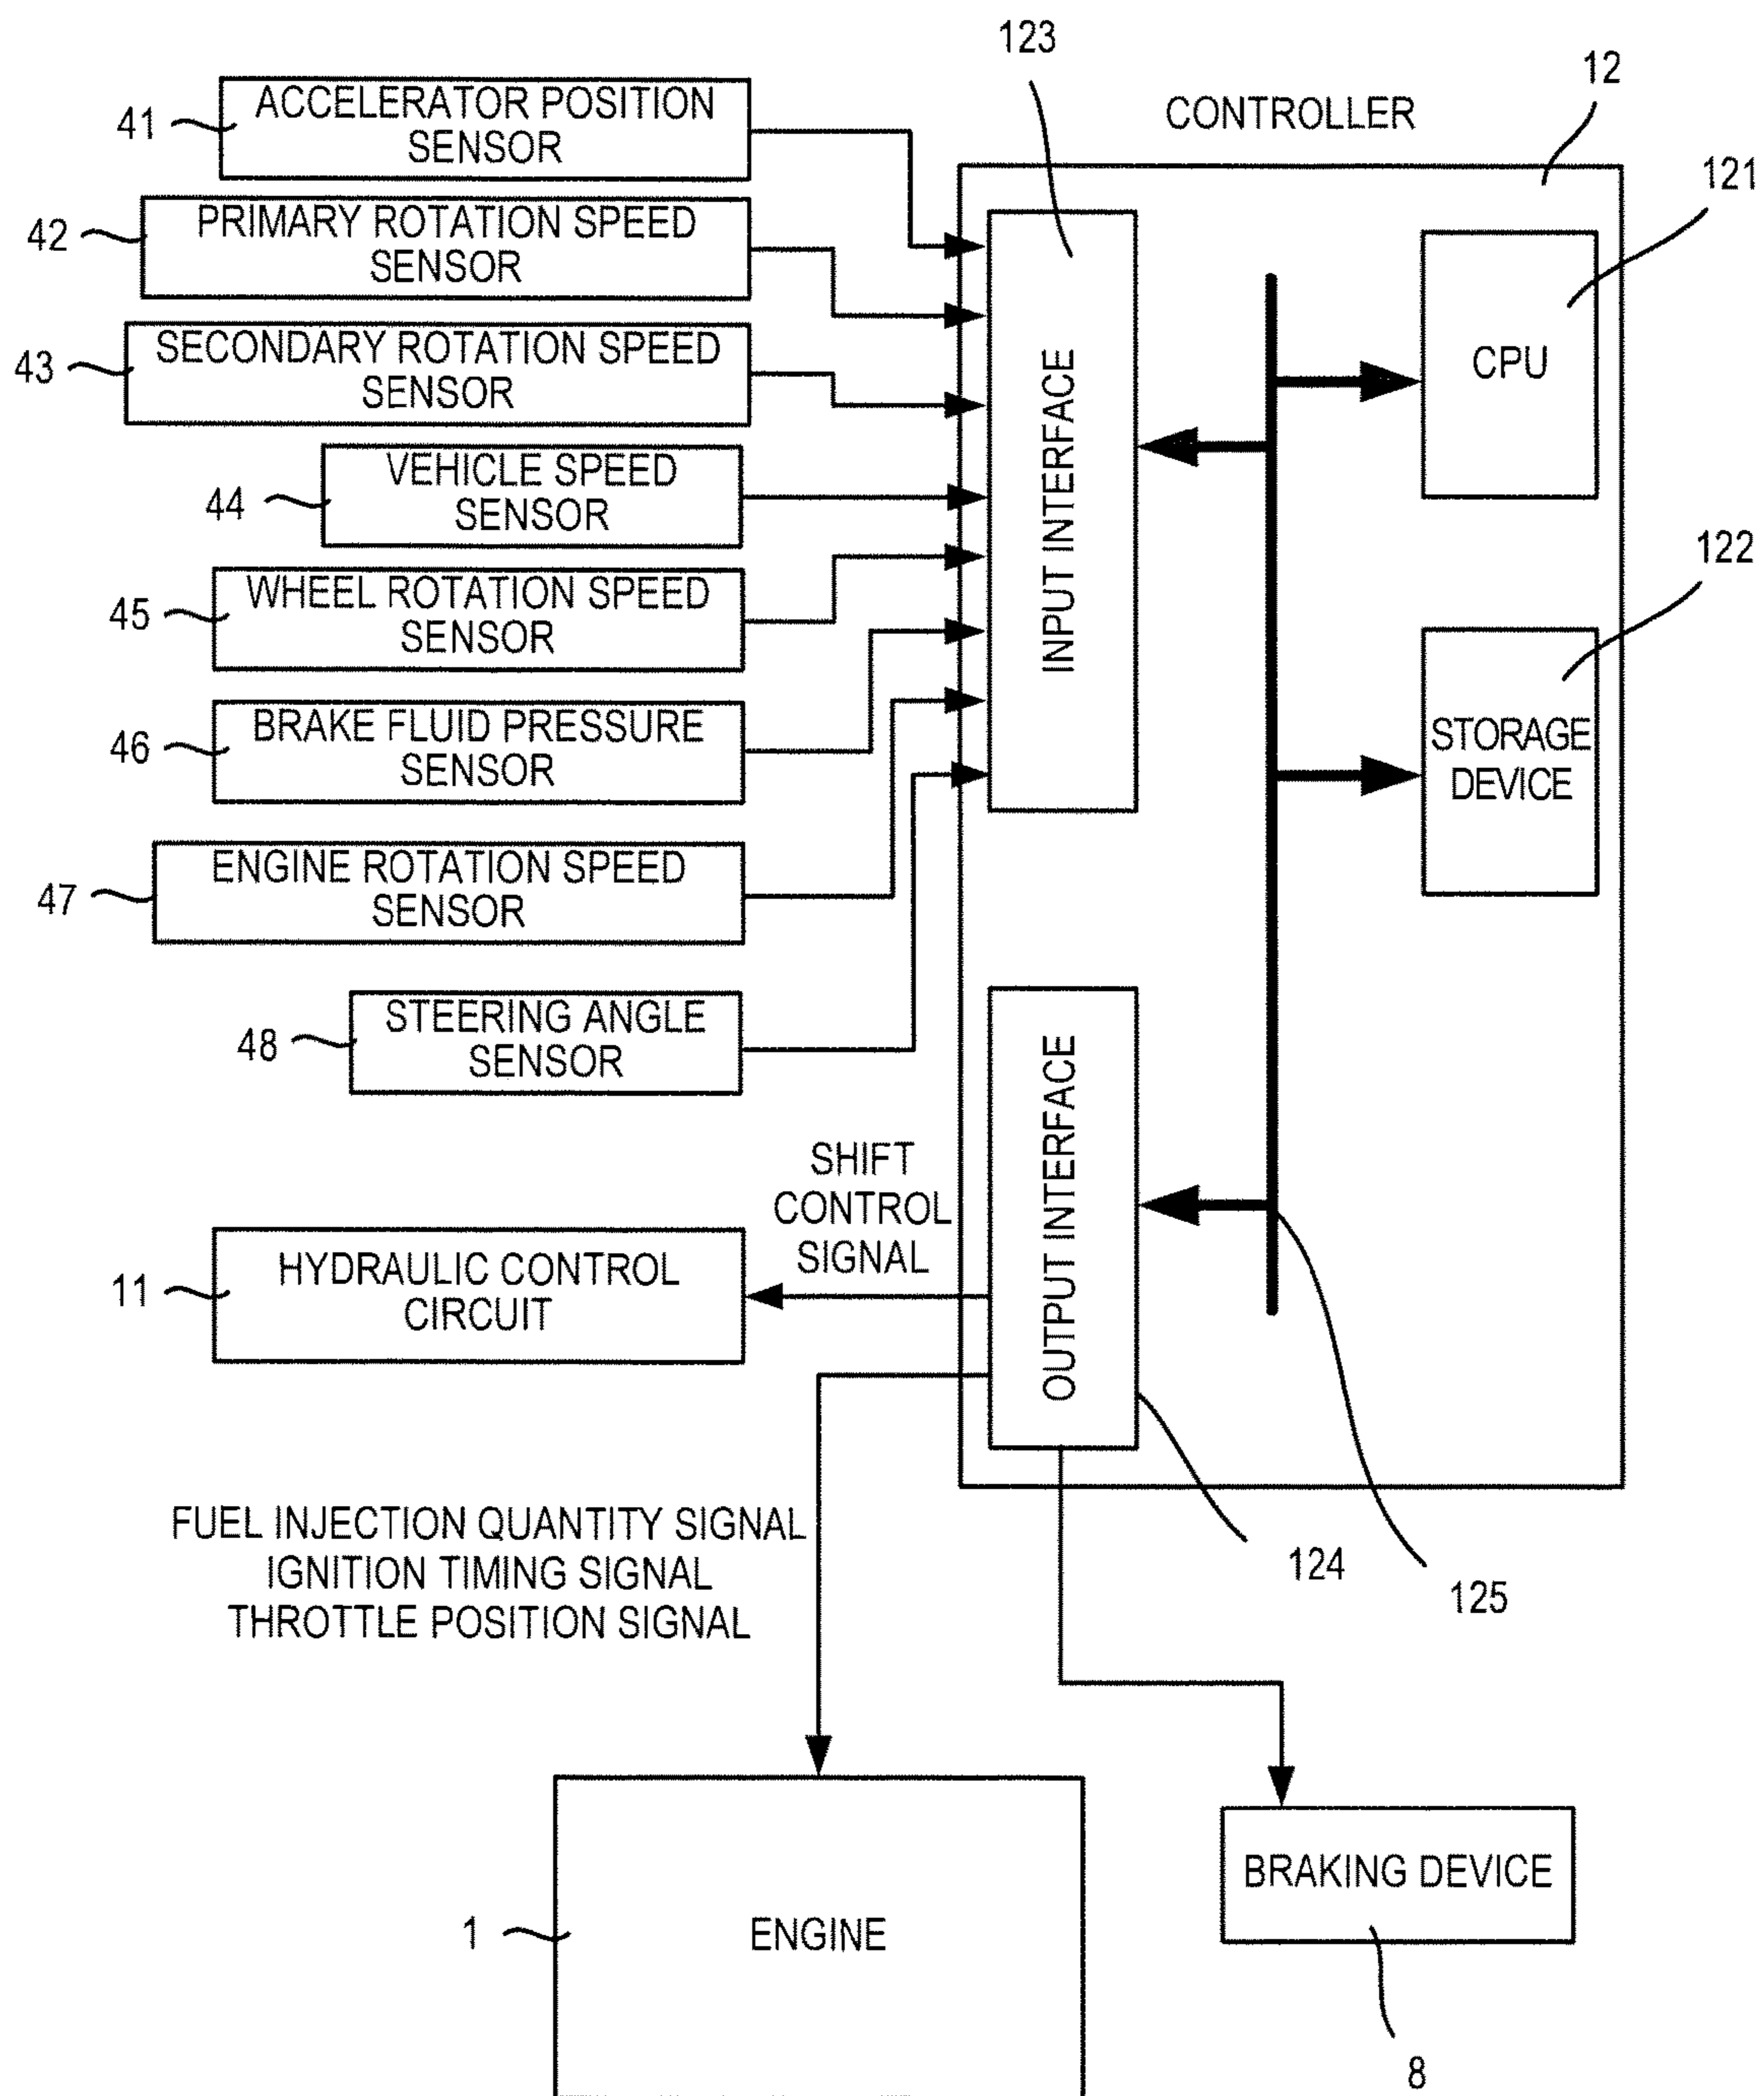 123
12
CONTROLLER
121
41
ACCELERATOR POSITION
SENSOR
42
PRIMARY ROTATION SPEED
SENSOR
43
SECONDARY ROTATION SPEED
SENSOR
44
VEHICLE SPEED
SENSOR
45
WHEEL ROTATION SPEED
SENSOR
46
BRAKE FLUID PRESSURE
SENSOR
47
ENGINE ROTATION SPEED
SENSOR
48
STEERING ANGLE
SENSOR
INPUT INTERFACE
CPU
122
STORAGE
DEVICE
OUTPUT INTERFACE
SHIFT
CONTROL
SIGNAL
11
HYDRAULIC CONTROL
CIRCUIT
FUEL INJECTION QUANTITY SIGNAL
IGNITION TIMING SIGNAL
THROTTLE POSITION SIGNAL
124
125
1
ENGINE
BRAKING DEVICE
8